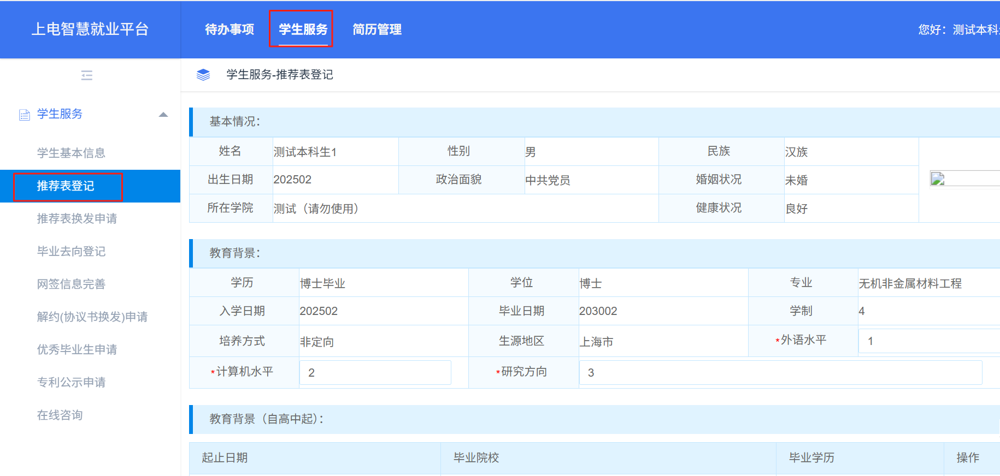 上电智慧就业平台
待办事项 学生服务 简历管理
您好：测试本科
学生服务-推荐表登记
学生服务
学生基本信息
推荐表登记
推荐表换发申请
毕业去向登记
网签信息完善
解约(协议书换发)申请
优秀毕业生申请
专利公示申请
在线咨询
基本情况：
姓名 测试本科生1 性别 男 民族 汉族
出生日期 202502 政治面貌 中共党员 婚姻状况 未婚
所在学院 测试（请勿使用） 健康状况 良好
教育背景：
学历 博士毕业 学位 博士 专业 无机非金属材料工程
入学日期 202502 毕业日期 203002 学制 4
培养方式 非定向 生源地区 上海市 *外语水平 1
*计算机水平 2 *研究方向 3
教育背景（自高中起）：
起止日期 毕业院校 毕业学历 操作